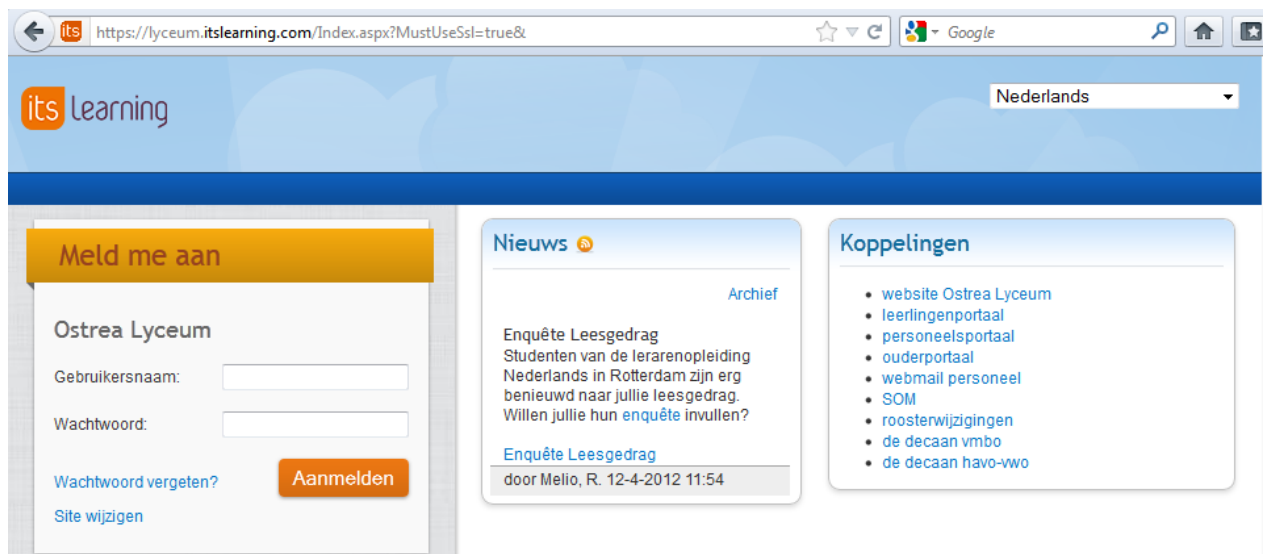 https://lyceum.itslearning.com/Index.aspx?MustUseSsl=true&
Google
its learning
Nederlands
Meld me aan
Ostrea Lyceum
Gebruikersnaam:
Wachtwoord:
Wachtwoord vergeten?
Aanmelden
Site wijzigen
Nieuws
Archief
Enquête Leesgedrag
Studenten van de lerarenopleiding
Nederlands in Rotterdam zijn erg
benieuwd naar jullie leesgedrag.
Willen jullie hun enquête invullen?
Enquête Leesgedrag
door Melio, R. 12-4-2012 11:54
Koppelingen
website Ostrea Lyceum
leerlingenportaal
personeelsportaal
ouderportaal
webmail personeel
SOM
roosterwijzigingen
de decaan vmbo
de decaan havo-vwo